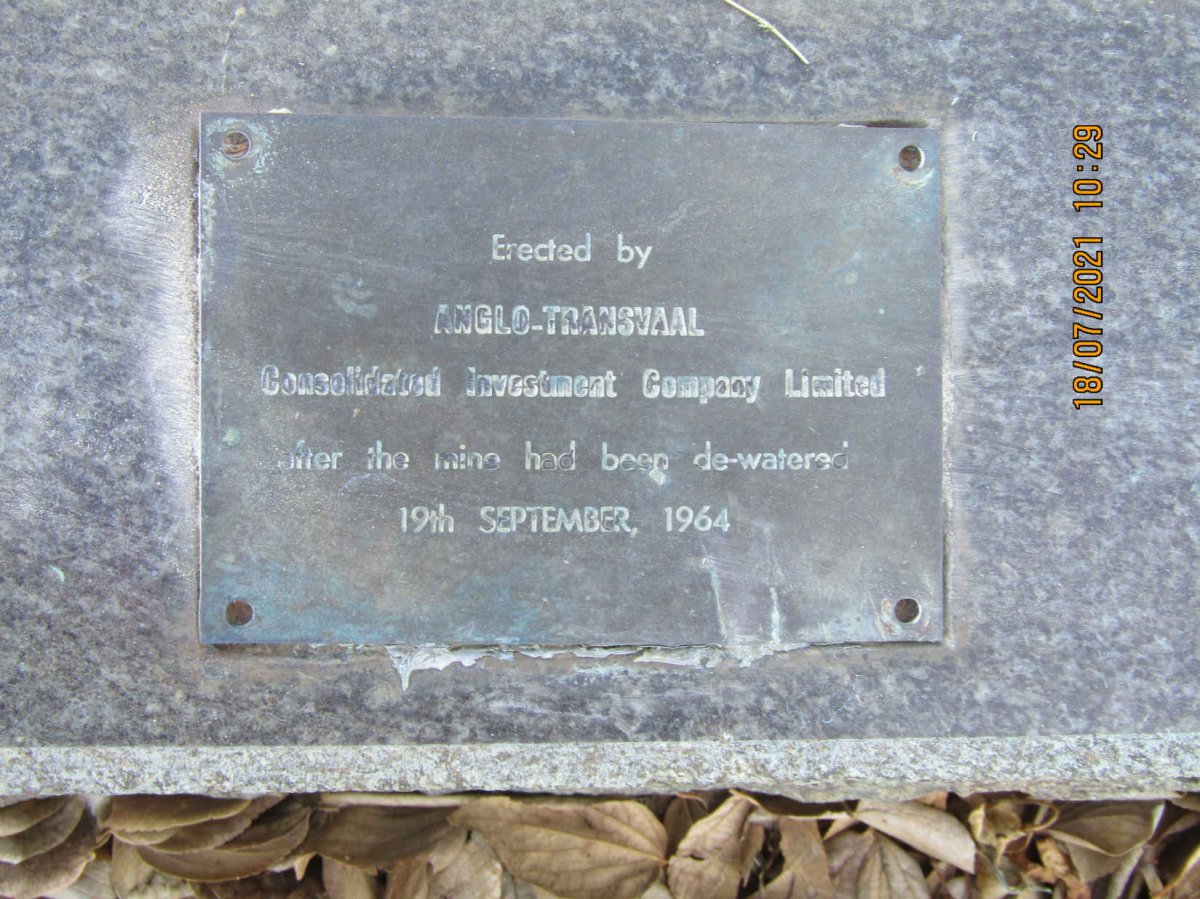 Erected by
ANGLO-TRANSVAAL
Consolidated Investment Company Limited
after the mine had been de-watered
19th SEPTEMBER, 1964
18/07/2021 10:29